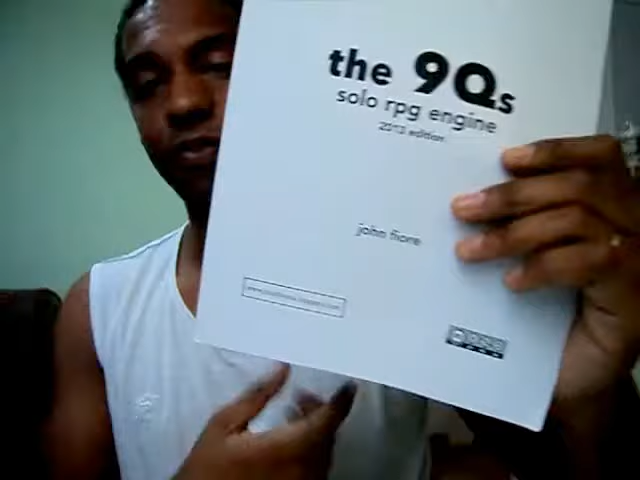 the 9Qs
solo rpg engine
2013 edition
john fiore